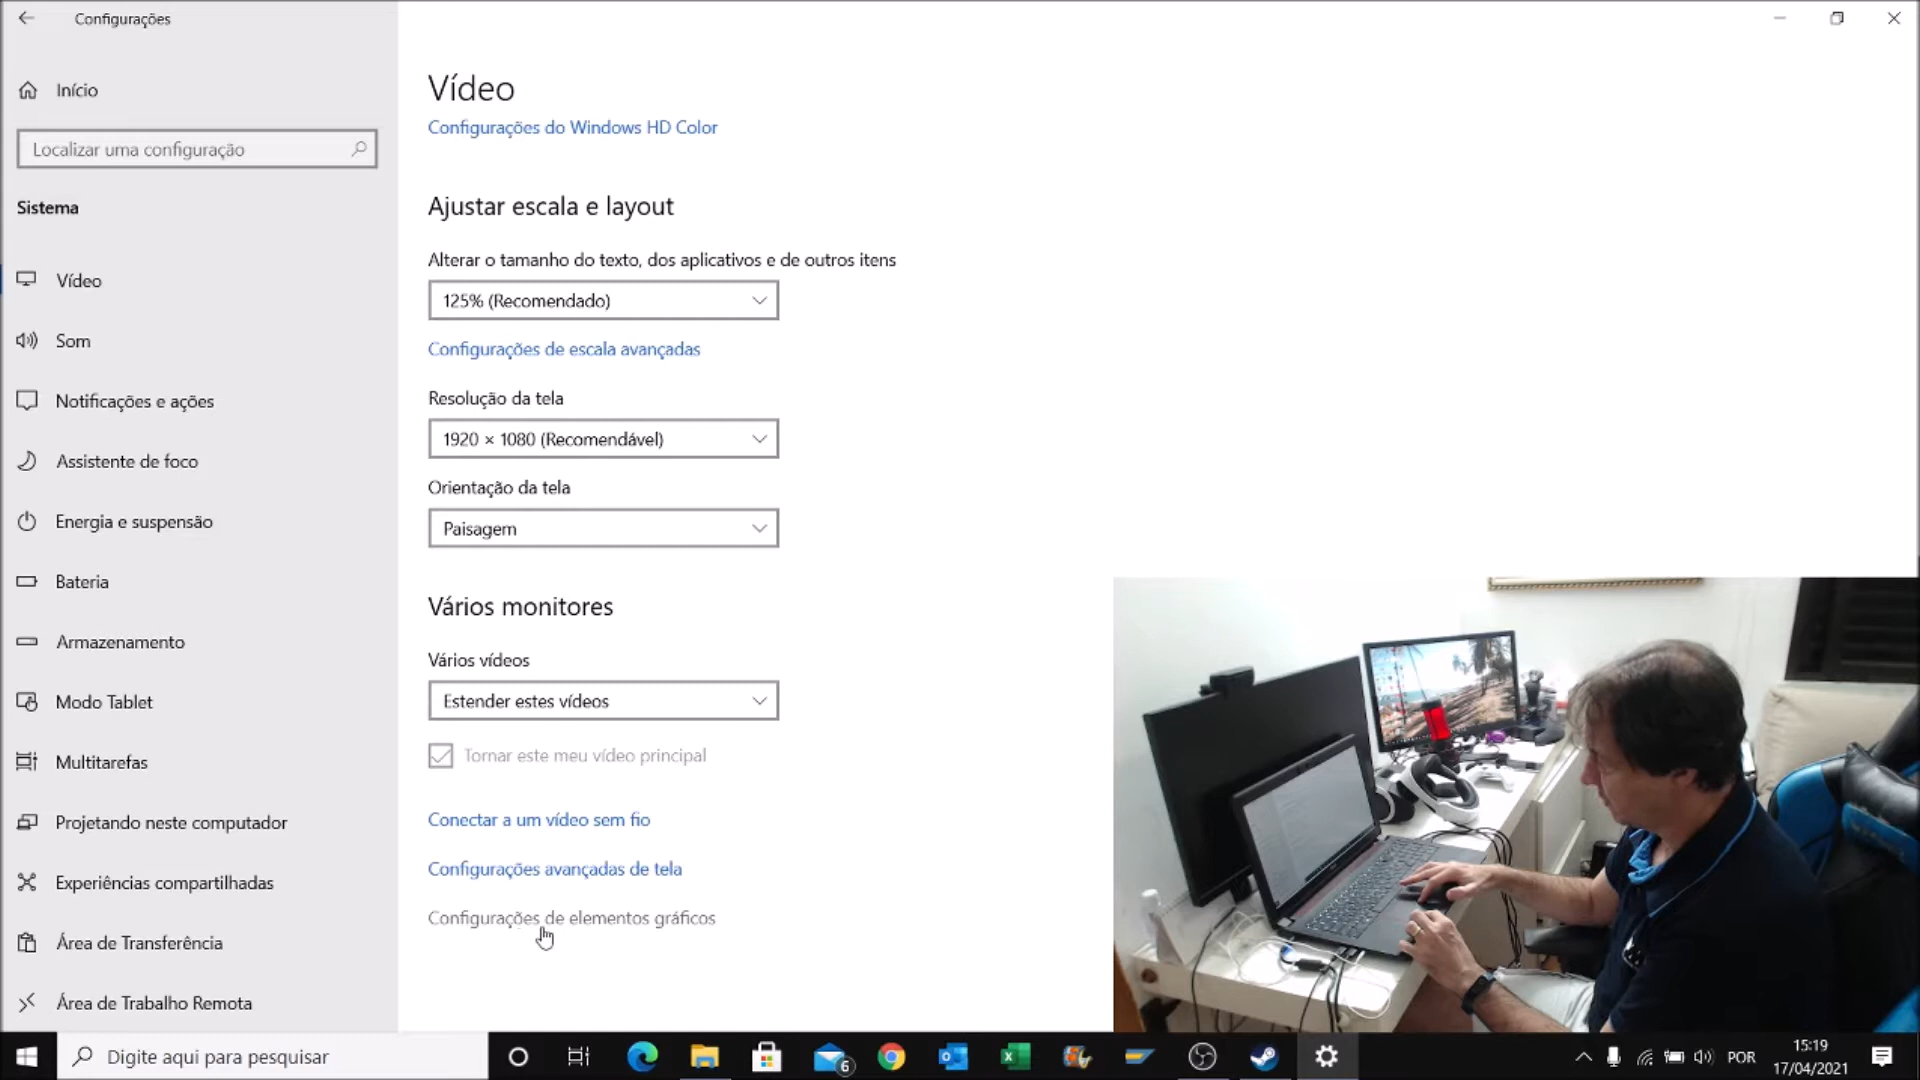 Configurações
Início
Localizar uma configuração
Sistema
Vídeo
Som
Notificações e ações
Assistente de foco
Energia e suspensão
Bateria
Armazenamento
Modo Tablet
Multitarefas
Projetando neste computador
Experiências compartilhadas
Área de Transferência
Área de Trabalho Remota
Vídeo
Configurações do Windows HD Color
Ajustar escala e layout
Alterar o tamanho do texto, dos aplicativos e de outros itens
125% (Recomendado)
Configurações de escala avançadas
Resolução da tela
1920 × 1080 (Recomendável)
Orientação da tela
Paisagem
Vários monitores
Vários vídeos
Estender estes vídeos
Tornar este meu vídeo principal
Conectar a um vídeo sem fio
Configurações avançadas de tela
Configurações de elementos gráficos
Digite aqui para pesquisar
6
POR
15:19
17/04/2021